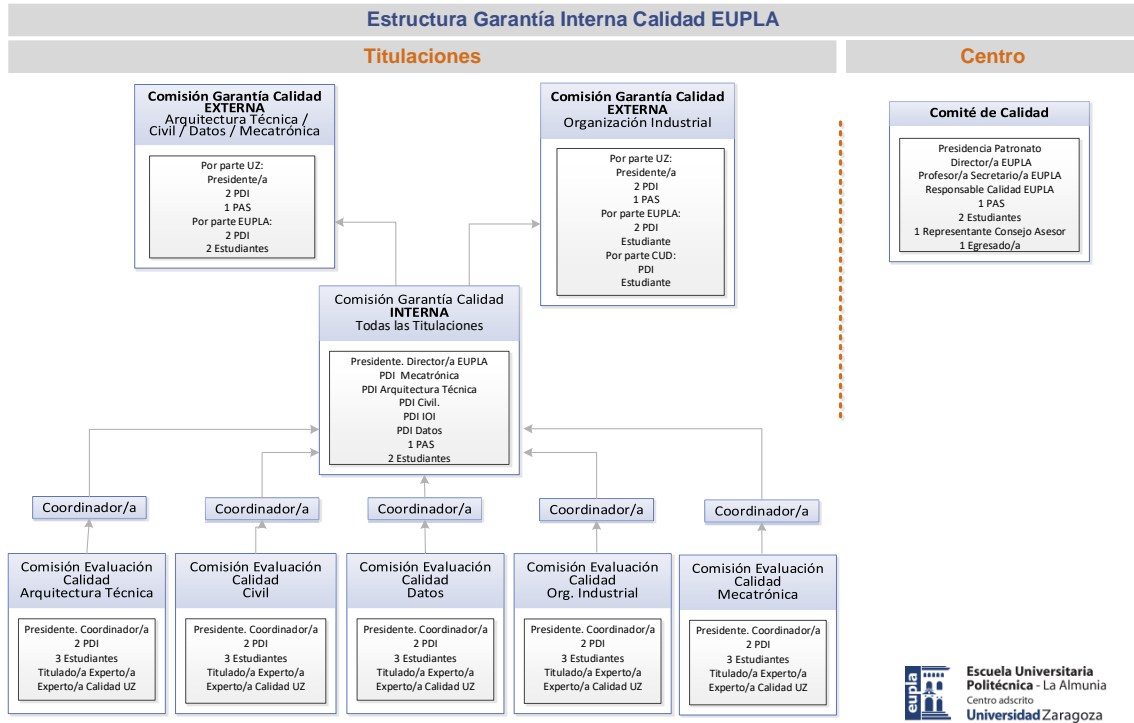 Estructura Garantía Interna Calidad EUPLA
Titulaciones
Centro
Comisión Garantía Calidad
EXTERNA
Arquitectura Técnica /
Civil / Datos / Mecatrónica
Por parte UZ:
Presidente/a
2 PDI
1 PAS
Por parte EUPLA:
2 PDI
2 Estudiantes
Comisión Garantía Calidad
EXTERNA
Organización Industrial
Por parte UZ:
Presidente/a
2 PDI
1 PAS
Por parte EUPLA:
2 PDI
Estudiante
Por parte CUD:
PDI
Estudiante
Comité de Calidad
Presidencia Patronato
Director/a EUPLA
Profesor/a Secretario/a EUPLA
Responsable Calidad EUPLA
1 PAS
2 Estudiantes
1 Representante Consejo Asesor
1 Egresado/a
Comisión Garantía Calidad
INTERNA
Todas las Titulaciones
Presidente. Director/a EUPLA
PDI Mecatrónica
PDI Arquitectura Técnica
PDI Civil.
PDI IOI
PDI Datos
1 PAS
2 Estudiantes
Coordinador/a
Coordinador/a
Coordinador/a
Coordinador/a
Coordinador/a
Comisión Evaluación
Calidad
Arquitectura Técnica
Presidente. Coordinador/a
2 PDI
3 Estudiantes
Titulado/a Experto/a
Experto/a Calidad UZ
Comisión Evaluación
Calidad
Civil
Presidente. Coordinador/a
2 PDI
3 Estudiantes
Titulado/a Experto/a
Experto/a Calidad UZ
Comisión Evaluación
Calidad
Datos
Presidente. Coordinador/a
2 PDI
3 Estudiantes
Titulado/a Experto/a
Experto/a Calidad UZ
Comisión Evaluación
Calidad
Org. Industrial
Presidente. Coordinador/a
2 PDI
3 Estudiantes
Titulado/a Experto/a
Experto/a Calidad UZ
Comisión Evaluación
Calidad
Mecatrónica
Presidente. Coordinador/a
2 PDI
3 Estudiantes
Titulado/a Experto/a
Experto/a Calidad UZ
eupla
Escuela Universitaria
Politécnica - La Almunia
Centro adscrito
Universidad Zaragoza